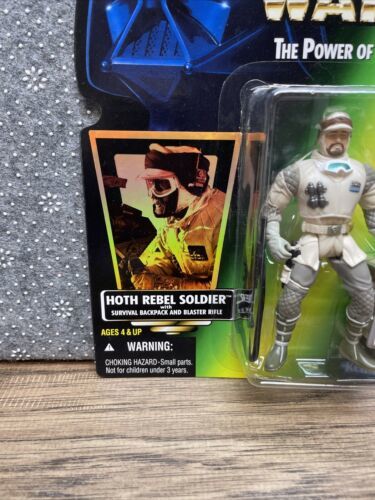 WAR
THE POWER OF
HOTH REBEL SOLDIER™
with
SURVIVAL BACKPACK AND BLASTER RIFLE
AGES 4 & UP
⚠ WARNING:
CHOKING HAZARD-Small parts.
Not for children under 3 years.